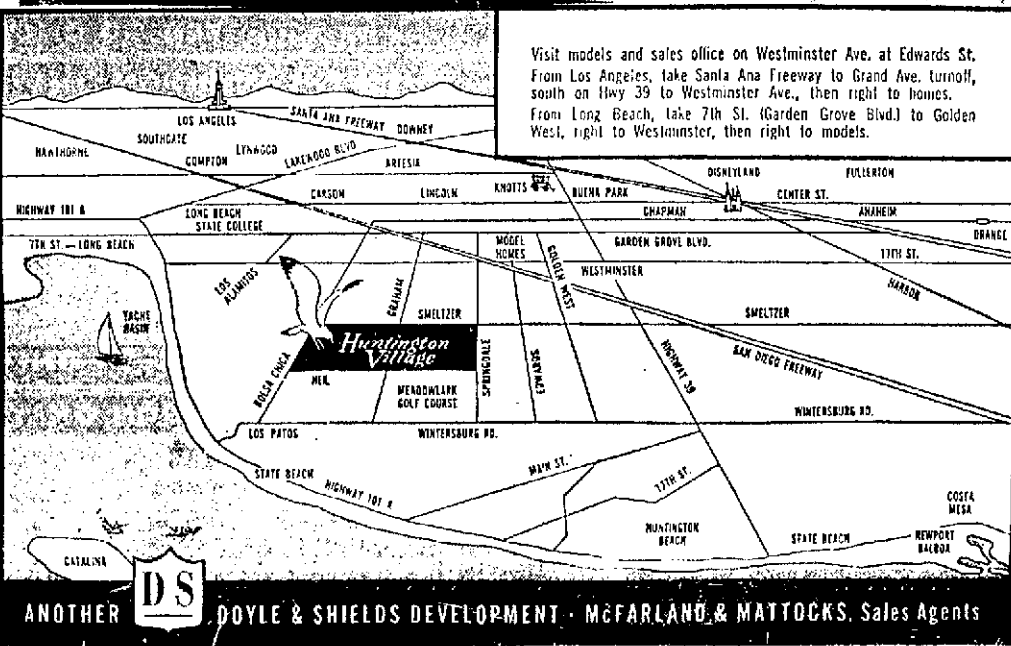 Visit models and sales office on Westminster Ave. at Edwards St.
From Los Angeles, take Santa Ana Freeway to Grand Ave. turnoff,
south on Hwy 39 to Westminster Ave., then right to homes.
From Long Beach, take 7th St. (Garden Grove Blvd.) to Golden
West, right to Westminster, then right to models.
LOS ANGELES
SANTA ANA FREEWAY
DOWNEY
SOUTHGATE
HAWTHORNE
LYNWOOD
COMPTON
LAKEWOOD BLVD
ARTESIA
DISNEYLAND
FULLERTON
CARSON
LINCOLN
KNOTTS
BUENA PARK
CENTER ST.
HIGHWAY 101 A
LONG BEACH
STATE COLLEGE
CHAPMAN
ANAHEIM
ORANGE
7TH ST. — LONG BEACH
MODEL
HOMES
GARDEN GROVE BLVD.
17TH ST.
LOS
ALAMITOS
GOLDEN WEST
WESTMINSTER
HARBOR
GRAHAM
YACHT
BASIN
SMELTZER
SMELTZER
Huntington
Village
BOLSA CHICA
HEIL
MEADOWLARK
GOLF COURSE
SPRINGDALE
EDWARDS
HIGHWAY 39
SAN DIEGO FREEWAY
WINTERSBURG RD.
LOS PATOS
WINTERSBURG RD.
STATE BEACH
HIGHWAY 101 A
MAIN ST.
17TH ST.
HUNTINGTON
BEACH
STATE BEACH
COSTA
MESA
NEWPORT
BALBOA
CATALINA
ANOTHER DS DOYLE & SHIELDS DEVELOPMENT · McFARLAND & MATTOCKS, Sales Agents